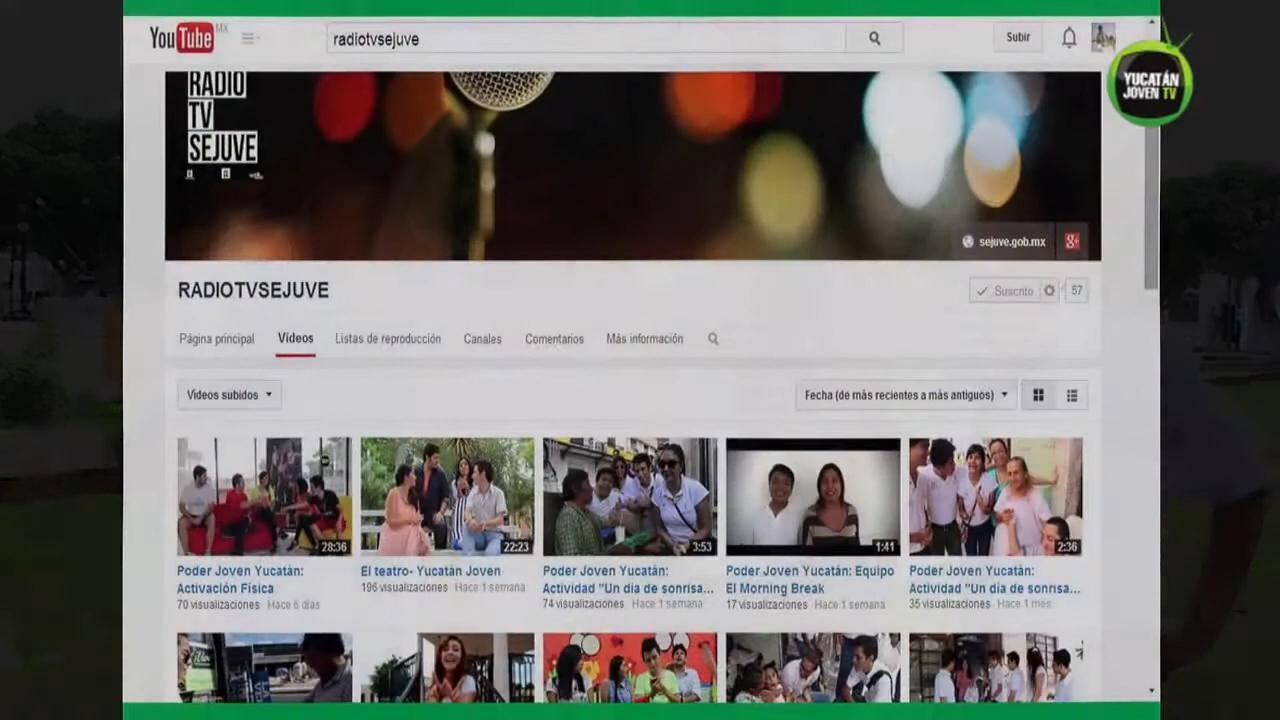 YouTube MX
radiotvsejuve
Subir
YUCATÁN
JOVEN TV
RADIO
TV
SEJUVE
sejuve.gob.mx
g+
RADIOTVSEJUVE
Suscrito 57
Página principal Videos Listas de reproducción Canales Comentarios Más información
Videos subidos
Fecha (de más recientes a más antiguos)
28:36 22:23 3:53 1:41 2:36
Poder Joven Yucatán:
Activación Física
70 visualizaciones Hace 6 días
El teatro- Yucatán Joven
196 visualizaciones Hace 1 semana
Poder Joven Yucatán:
Actividad "Un día de sonrisa...
74 visualizaciones Hace 1 semana
Poder Joven Yucatán: Equipo
El Morning Break
17 visualizaciones Hace 1 semana
Poder Joven Yucatán:
Actividad "Un día de sonrisa...
35 visualizaciones Hace 1 mes